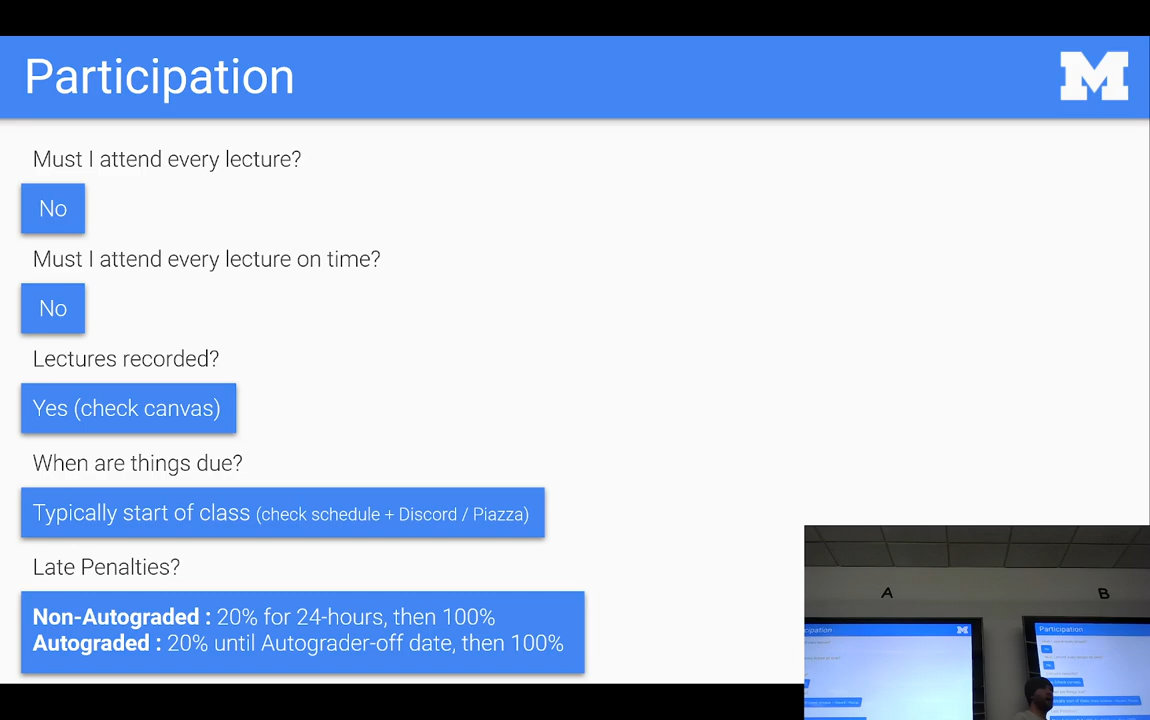 Participation
M
Must I attend every lecture?
No
Must I attend every lecture on time?
No
Lectures recorded?
Yes (check canvas)
When are things due?
Typically start of class (check schedule + Discord / Piazza)
Late Penalties?
Non-Autograded : 20% for 24-hours, then 100%
Autograded : 20% until Autograder-off date, then 100%
A
B
Participation